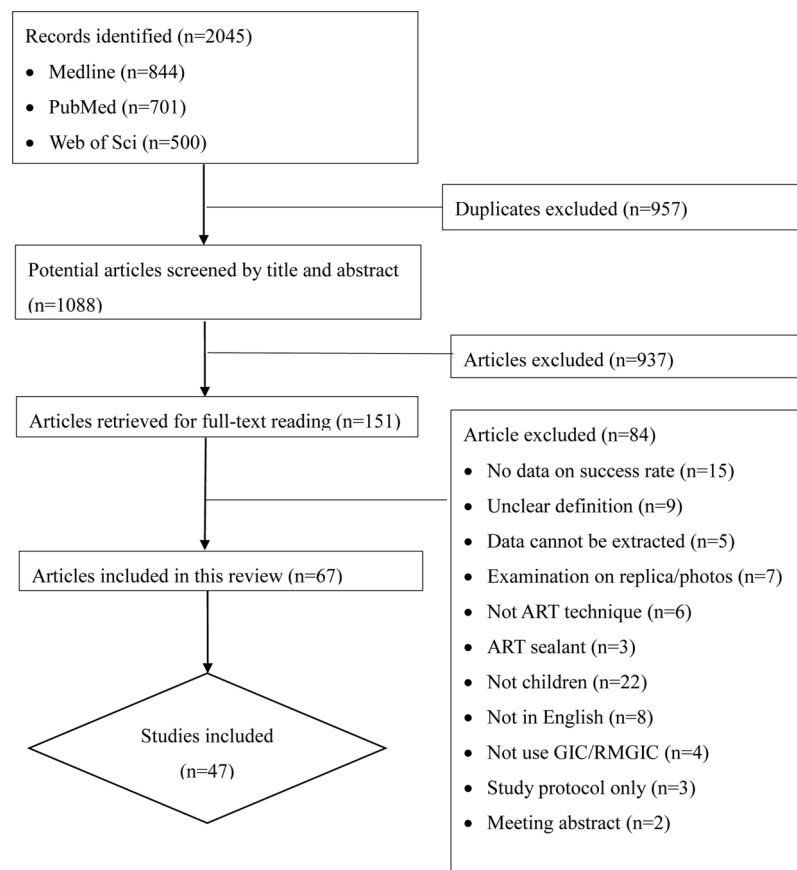 Records identified (n=2045)
• Medline (n=844)
• PubMed (n=701)
• Web of Sci (n=500)
Duplicates excluded (n=957)
Potential articles screened by title and abstract
(n=1088)
Articles excluded (n=937)
Articles retrieved for full-text reading (n=151)
Article excluded (n=84)
• No data on success rate (n=15)
• Unclear definition (n=9)
• Data cannot be extracted (n=5)
• Examination on replica/photos (n=7)
• Not ART technique (n=6)
• ART sealant (n=3)
• Not children (n=22)
• Not in English (n=8)
• Not use GIC/RMGIC (n=4)
• Study protocol only (n=3)
• Meeting abstract (n=2)
Articles included in this review (n=67)
Studies included
(n=47)